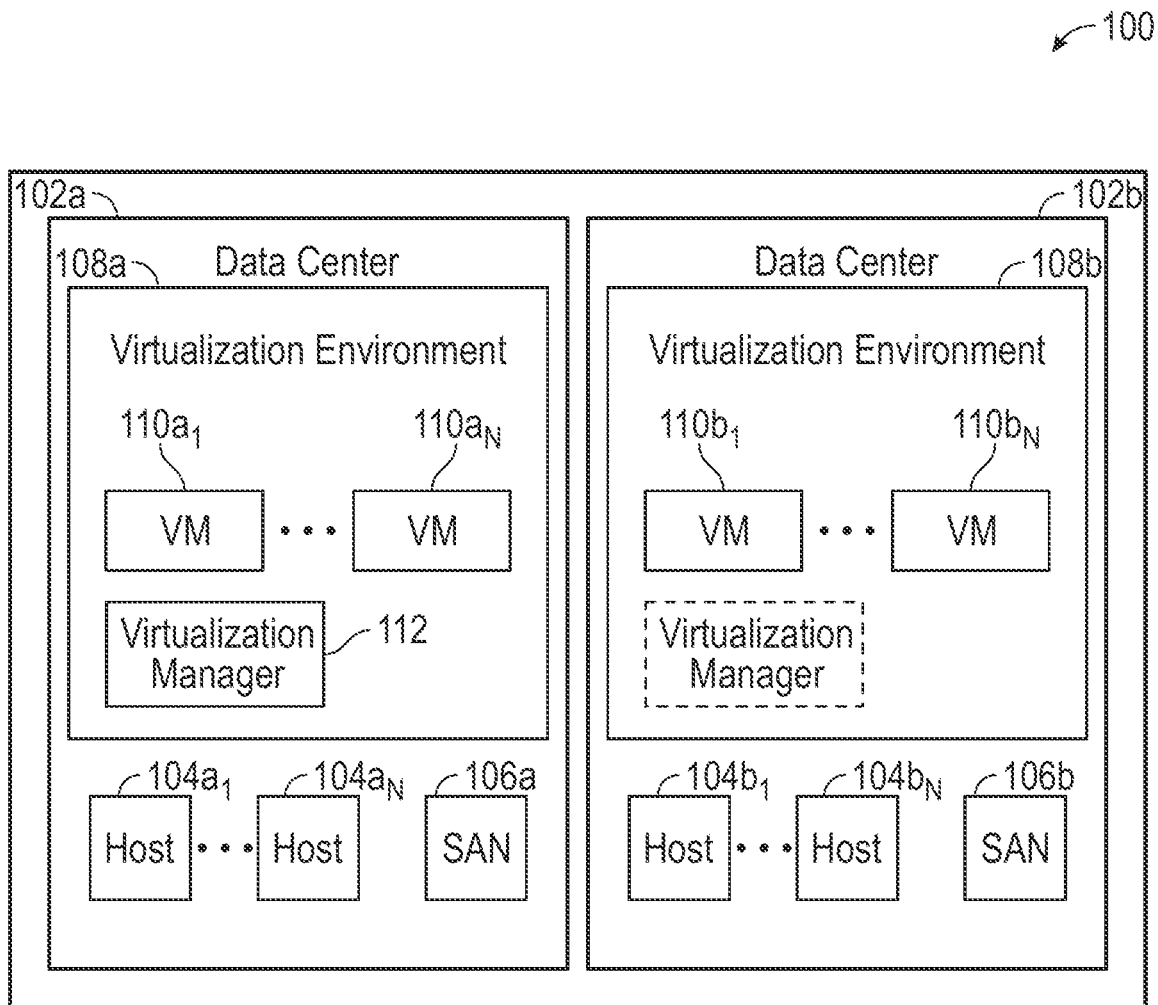 100
102a 102b
Data Center Data Center
108a 108b
Virtualization Environment Virtualization Environment
110a₁ 110aN 110b₁ 110bN
VM ••• VM VM ••• VM
Virtualization Virtualization
112
Manager Manager
104a₁ 104aN 106a 104b₁ 104bN 106b
Host ••• Host SAN Host ••• Host SAN